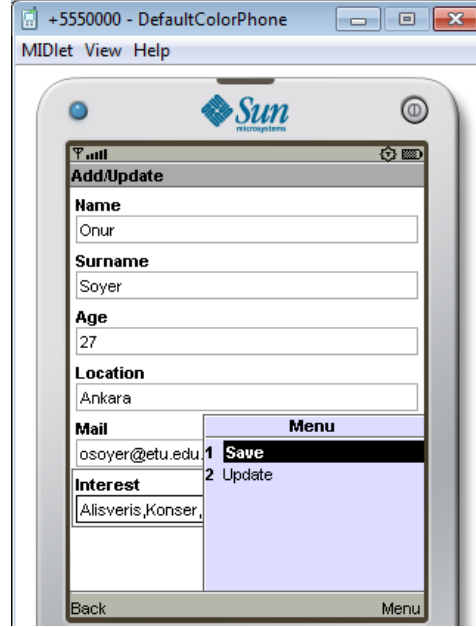 +5550000 - DefaultColorPhone
MIDlet View Help
Sun
microsystems
Add/Update
Name
Onur
Surname
Soyer
Age
27
Location
Ankara
Mail
osoyer@etu.edu.
Interest
Alisveris,Konser,
Menu
1 Save
2 Update
Back Menu